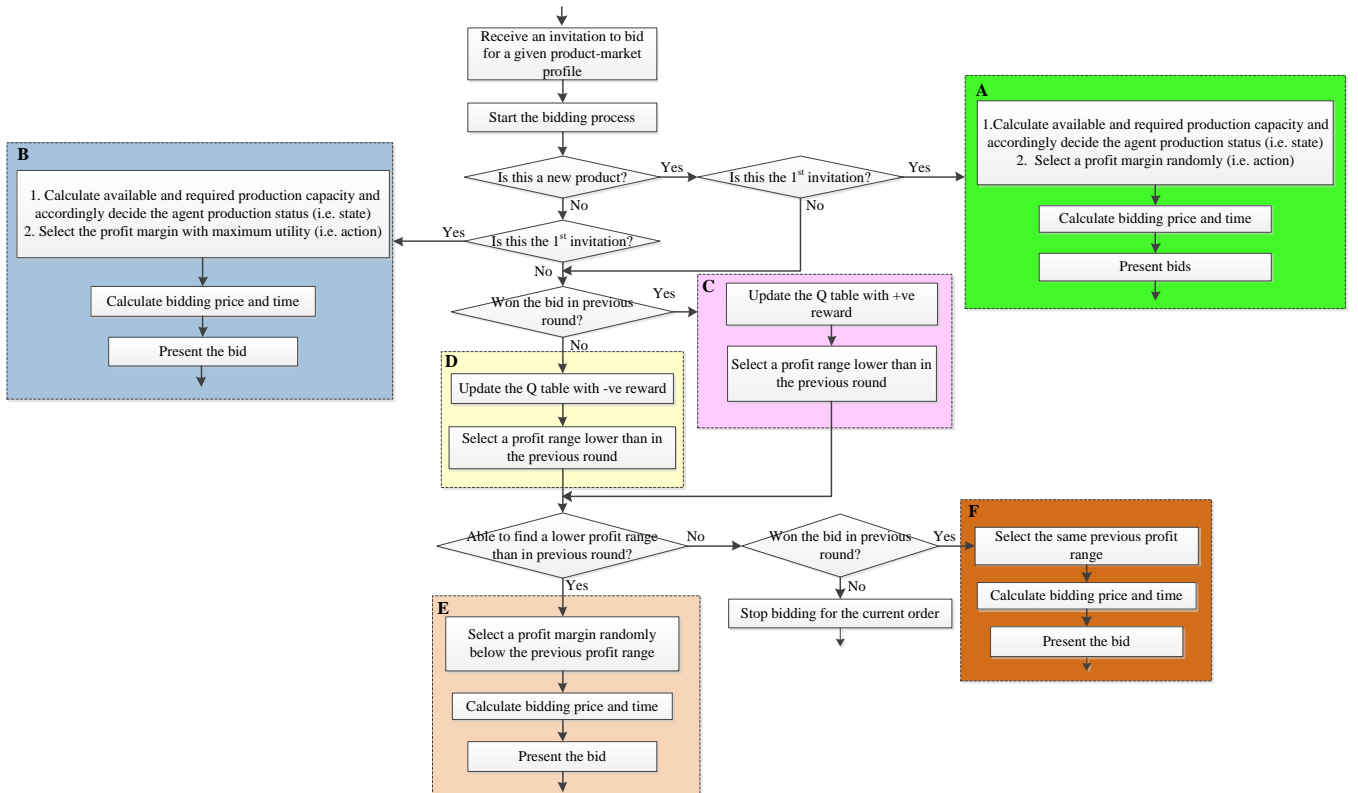 Receive an invitation to bid
for a given product-market
profile
Start the bidding process
Is this a new product?
Yes
Is this the 1st invitation?
Yes
No
No
A
1.Calculate available and required production capacity and
accordingly decide the agent production status (i.e. state)
2. Select a profit margin randomly (i.e. action)
Calculate bidding price and time
Present bids
B
1. Calculate available and required production capacity and
accordingly decide the agent production status (i.e. state)
2. Select the profit margin with maximum utility (i.e. action)
Calculate bidding price and time
Present the bid
Yes
Is this the 1st invitation?
No
Won the bid in previous
round?
Yes
No
C
Update the Q table with +ve
reward
Select a profit range lower than in
the previous round
D
Update the Q table with -ve reward
Select a profit range lower than in
the previous round
Able to find a lower profit range
than in previous round?
No
Yes
Won the bid in previous
round?
Yes
No
Stop bidding for the current order
E
Select a profit margin randomly
below the previous profit range
Calculate bidding price and time
Present the bid
F
Select the same previous profit
range
Calculate bidding price and time
Present the bid